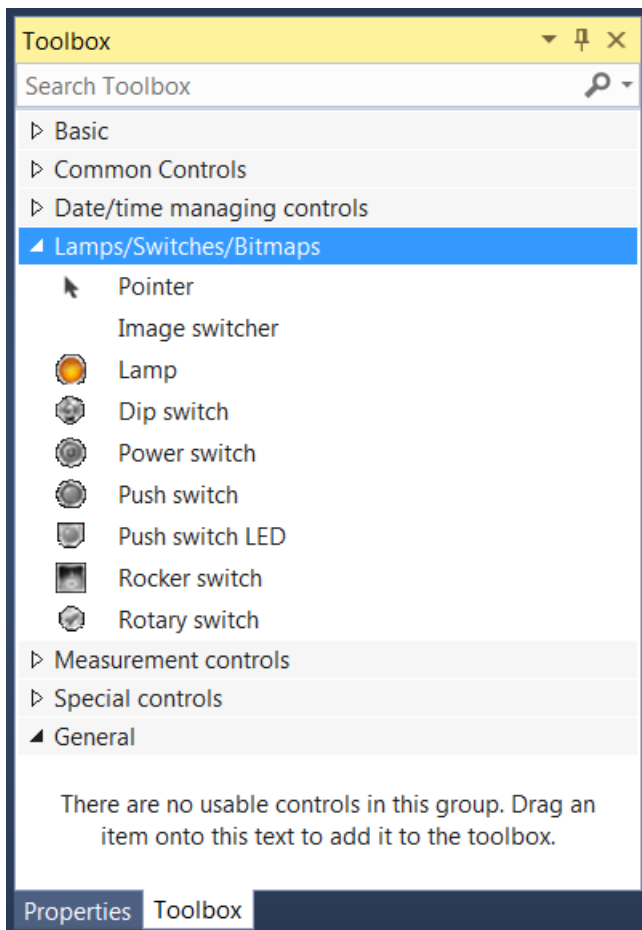 Toolbox
Search Toolbox
Basic
Common Controls
Date/time managing controls
Lamps/Switches/Bitmaps
Pointer
Image switcher
Lamp
Dip switch
Power switch
Push switch
Push switch LED
Rocker switch
Rotary switch
Measurement controls
Special controls
General
There are no usable controls in this group. Drag an
item onto this text to add it to the toolbox.
Properties Toolbox